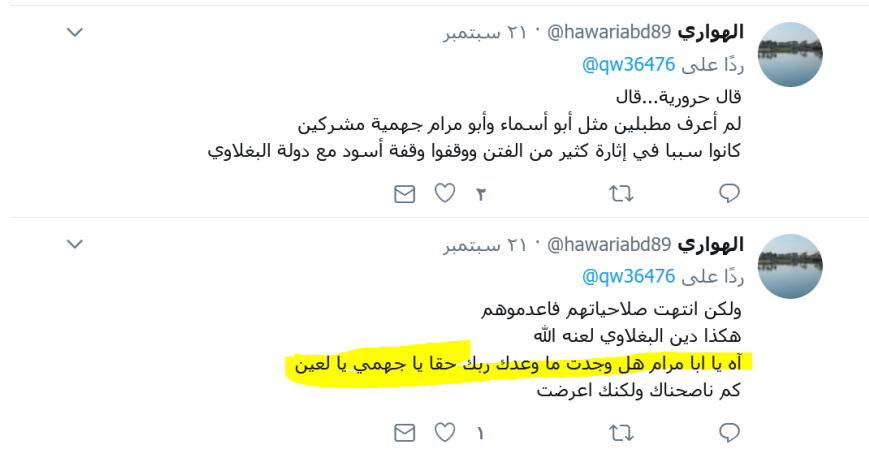 الهواري @hawariabd89 · ٢١ سبتمبر
ردًا على @qw36476
قال حرورية...قال
لم أعرف مطبلين مثل أبو أسماء وأبو مرام جهمية مشركين
كانوا سببا في إثارة كثير من الفتن ووقفوا وقفة أسود مع دولة البغلاوي
٢
الهواري @hawariabd89 · ٢١ سبتمبر
ردًا على @qw36476
ولكن انتهت صلاحياتهم فاعدموهم
هكذا دين البغلاوي لعنه الله
آه يا ابا مرام هل وجدت ما وعدك ربك حقا يا جهمي يا لعين
كم ناصحناك ولكنك اعرضت
١